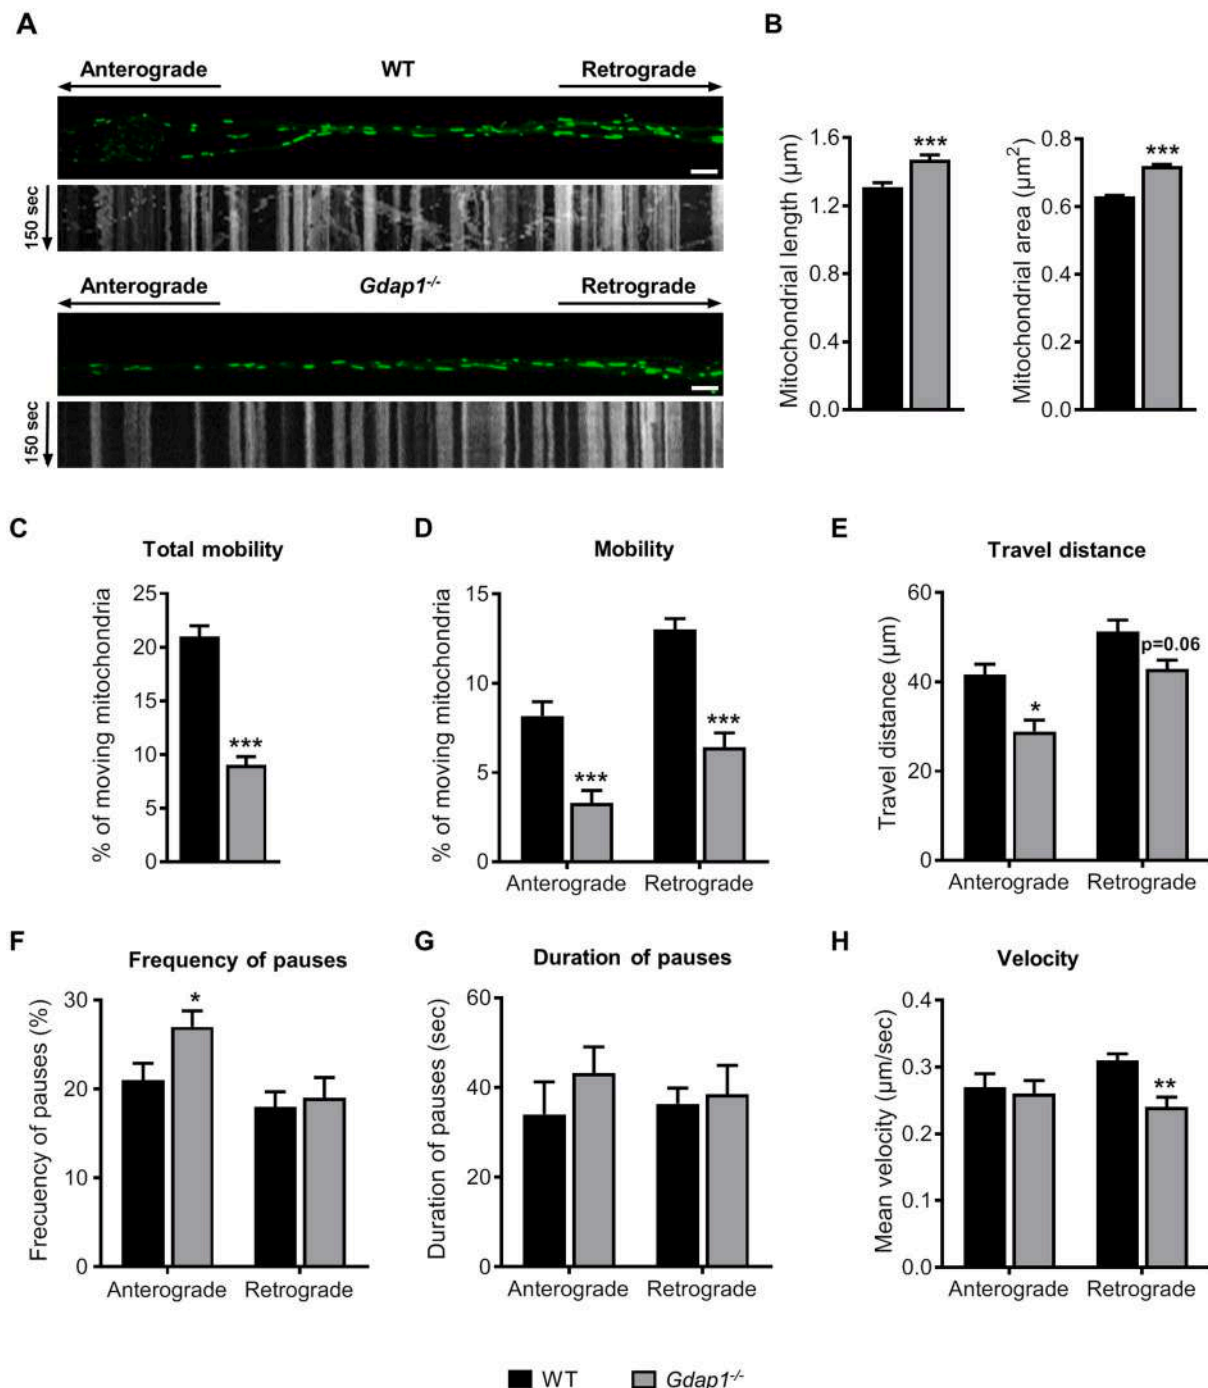 A
B
Anterograde WT Retrograde
150 sec
Anterograde Gdap1-/- Retrograde
150 sec
Mitochondrial length (µm)
1.6
1.2
0.8
0.4
0.0
***
Mitochondrial area (µm2)
0.8
0.6
0.4
0.2
0.0
***
C
Total mobility
% of moving mitochondria
25
20
15
10
5
0
***
D
Mobility
% of moving mitochondria
15
10
5
0
***
***
Anterograde Retrograde
E
Travel distance
Travel distance (µm)
60
40
20
0
*
p=0.06
Anterograde Retrograde
F
Frequency of pauses
Frecuency of pauses (%)
30
20
10
0
*
Anterograde Retrograde
G
Duration of pauses
Duration of pauses (sec)
60
40
20
0
Anterograde Retrograde
H
Velocity
Mean velocity (µm/sec)
0.4
0.3
0.2
0.1
0.0
**
Anterograde Retrograde
WT Gdap1-/-